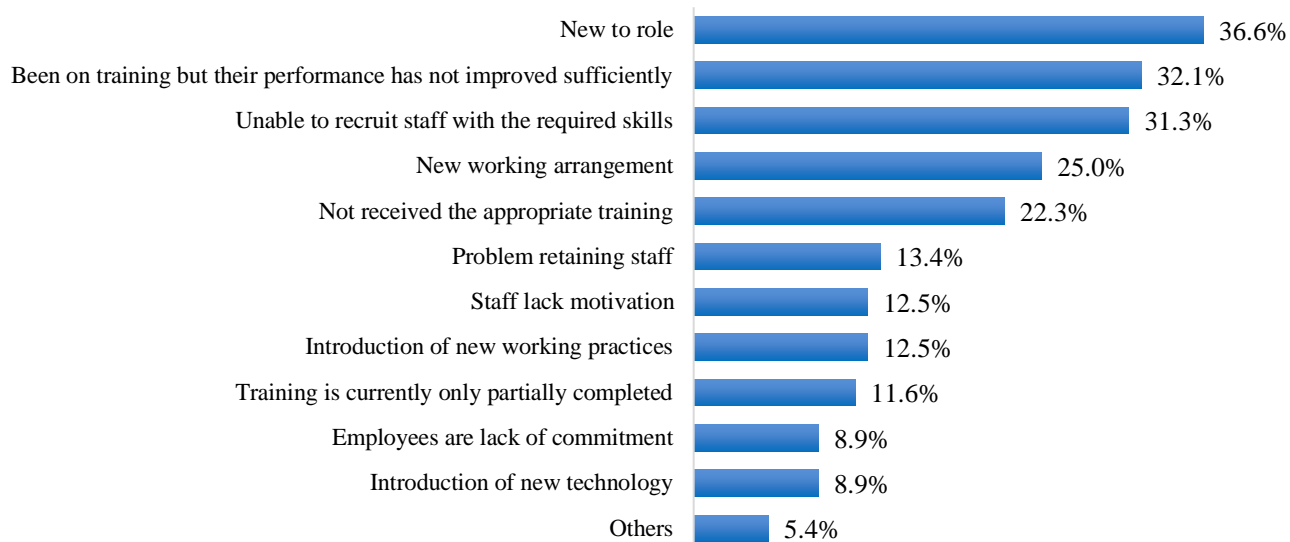 New to role 36.6%
Been on training but their performance has not improved sufficiently 32.1%
Unable to recruit staff with the required skills 31.3%
New working arrangement 25.0%
Not received the appropriate training 22.3%
Problem retaining staff 13.4%
Staff lack motivation 12.5%
Introduction of new working practices 12.5%
Training is currently only partially completed 11.6%
Employees are lack of commitment 8.9%
Introduction of new technology 8.9%
Others 5.4%